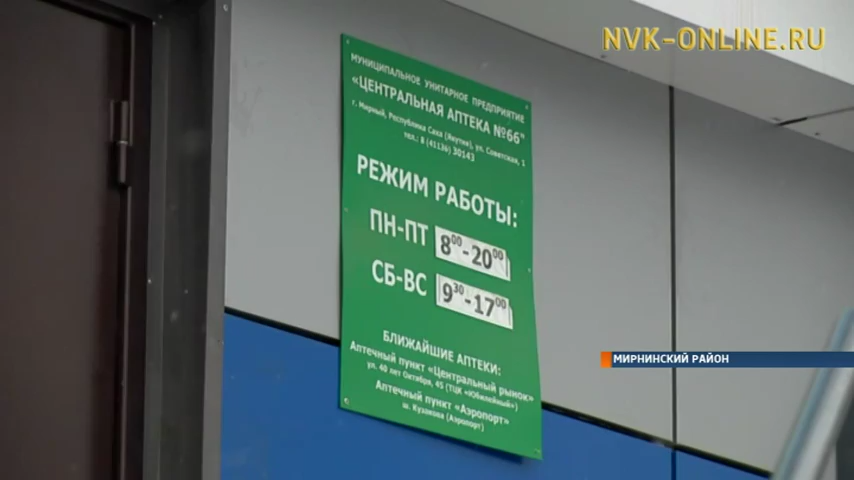 NVK-ONLINE.RU
МУНИЦИПАЛЬНОЕ УНИТАРНОЕ ПРЕДПРИЯТИЕ
«ЦЕНТРАЛЬНАЯ АПТЕКА №66"
г. Мирный, Республика Саха (Якутия), ул. Советская, 1
тел.: 8 (41136) 30143
РЕЖИМ РАБОТЫ:
ПН-ПТ 8⁰⁰-20⁰⁰
СБ-ВС 9³⁰-17⁰⁰
БЛИЖАЙШИЕ АПТЕКИ:
Аптечный пункт «Центральный рынок»
ул. 40 лет Октября, 45 (ТЦК «Юбилейный»)
Аптечный пункт «Аэропорт»
ш. Кузакова (Аэропорт)
МИРНИНСКИЙ РАЙОН